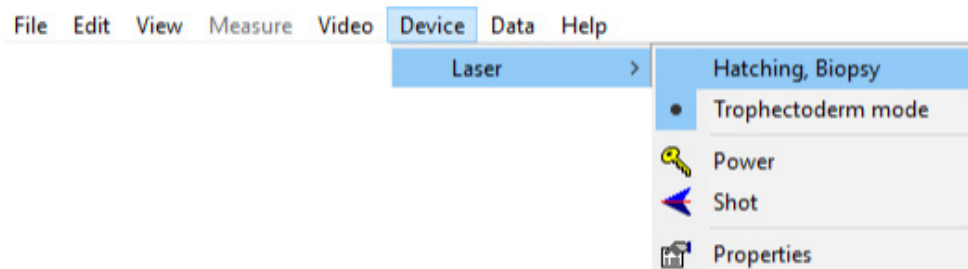 File Edit View Measure Video Device Data Help
Laser
Hatching, Biopsy
Trophectoderm mode
Power
Shot
Properties